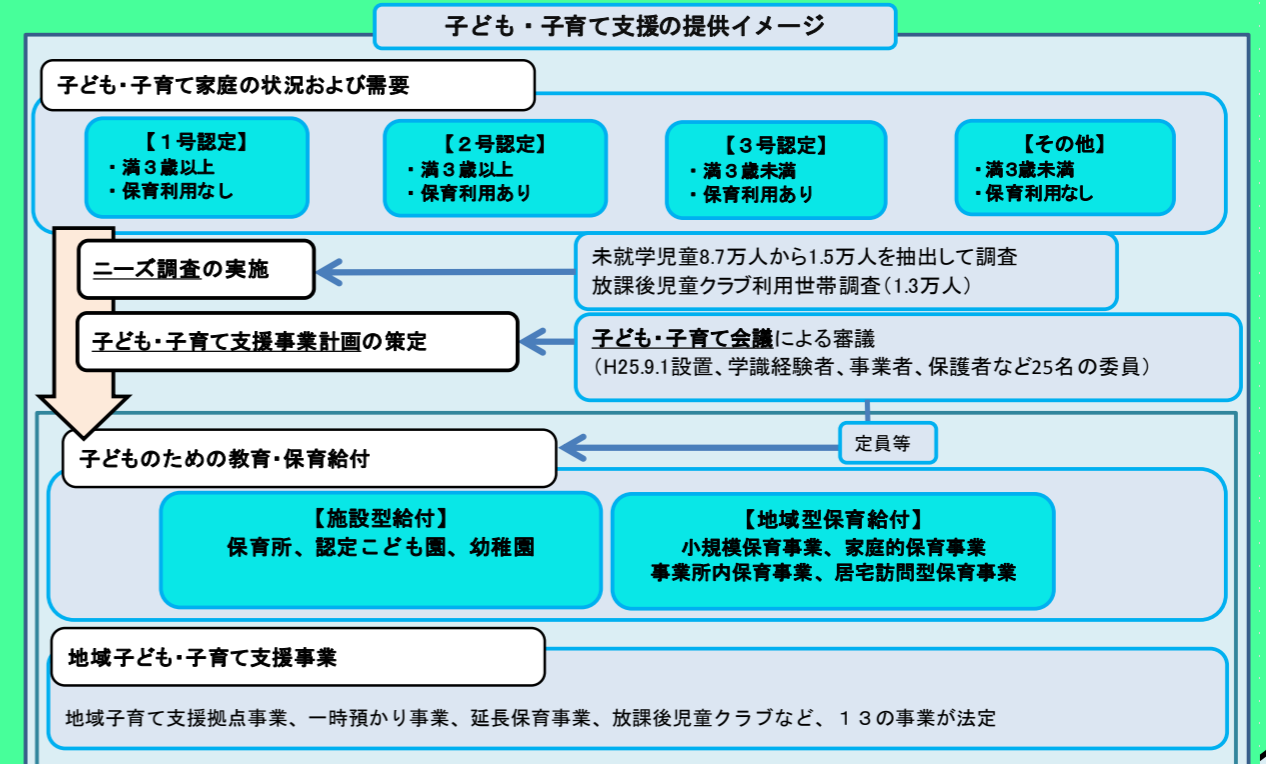 子ども・子育て支援の提供イメージ
子ども・子育て家庭の状況および需要
【１号認定】
・満３歳以上
・保育利用なし
【２号認定】
・満３歳以上
・保育利用あり
【３号認定】
・満３歳未満
・保育利用あり
【その他】
・満3歳未満
・保育利用なし
ニーズ調査の実施
未就学児童8.7万人から1.5万人を抽出して調査
放課後児童クラブ利用世帯調査（1.3万人）
子ども・子育て支援事業計画の策定
子ども・子育て会議による審議
（H25.9.1設置、学識経験者、事業者、保護者など25名の委員）
定員等
子どものための教育・保育給付
【施設型給付】
保育所、認定こども園、幼稚園
【地域型保育給付】
小規模保育事業、家庭的保育事業
事業所内保育事業、居宅訪問型保育事業
地域子ども・子育て支援事業
地域子育て支援拠点事業、一時預かり事業、延長保育事業、放課後児童クラブなど、１３の事業が法定